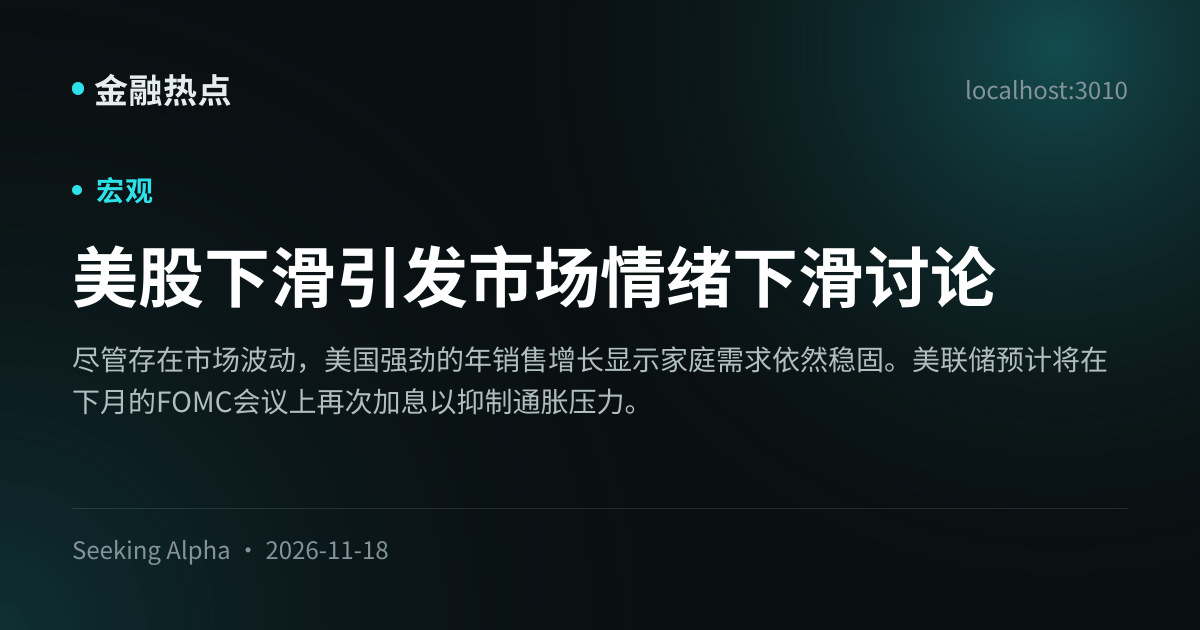 金融热点
localhost:3010
宏观
美股下滑引发市场情绪下滑讨论
尽管存在市场波动，美国强劲的年销售增长显示家庭需求依然稳固。美联储预计将在
下月的FOMC会议上再次加息以抑制通胀压力。
Seeking Alpha · 2026-11-18